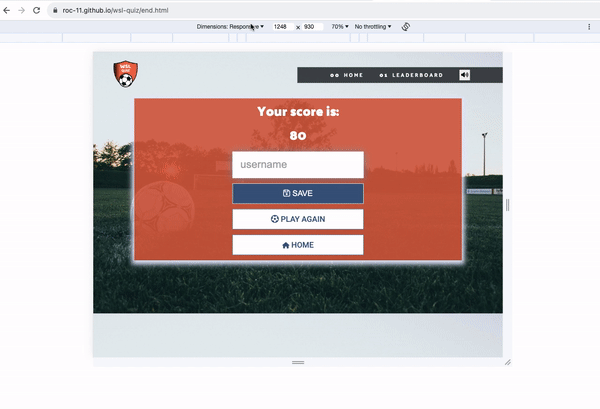 roc-11.github.io/wsl-quiz/end.html
Dimensions: Responsive 1248 × 930 70% No throttling
WSL
00 HOME 01 LEADERBOARD
Your score is:
80
username
SAVE
PLAY AGAIN
HOME